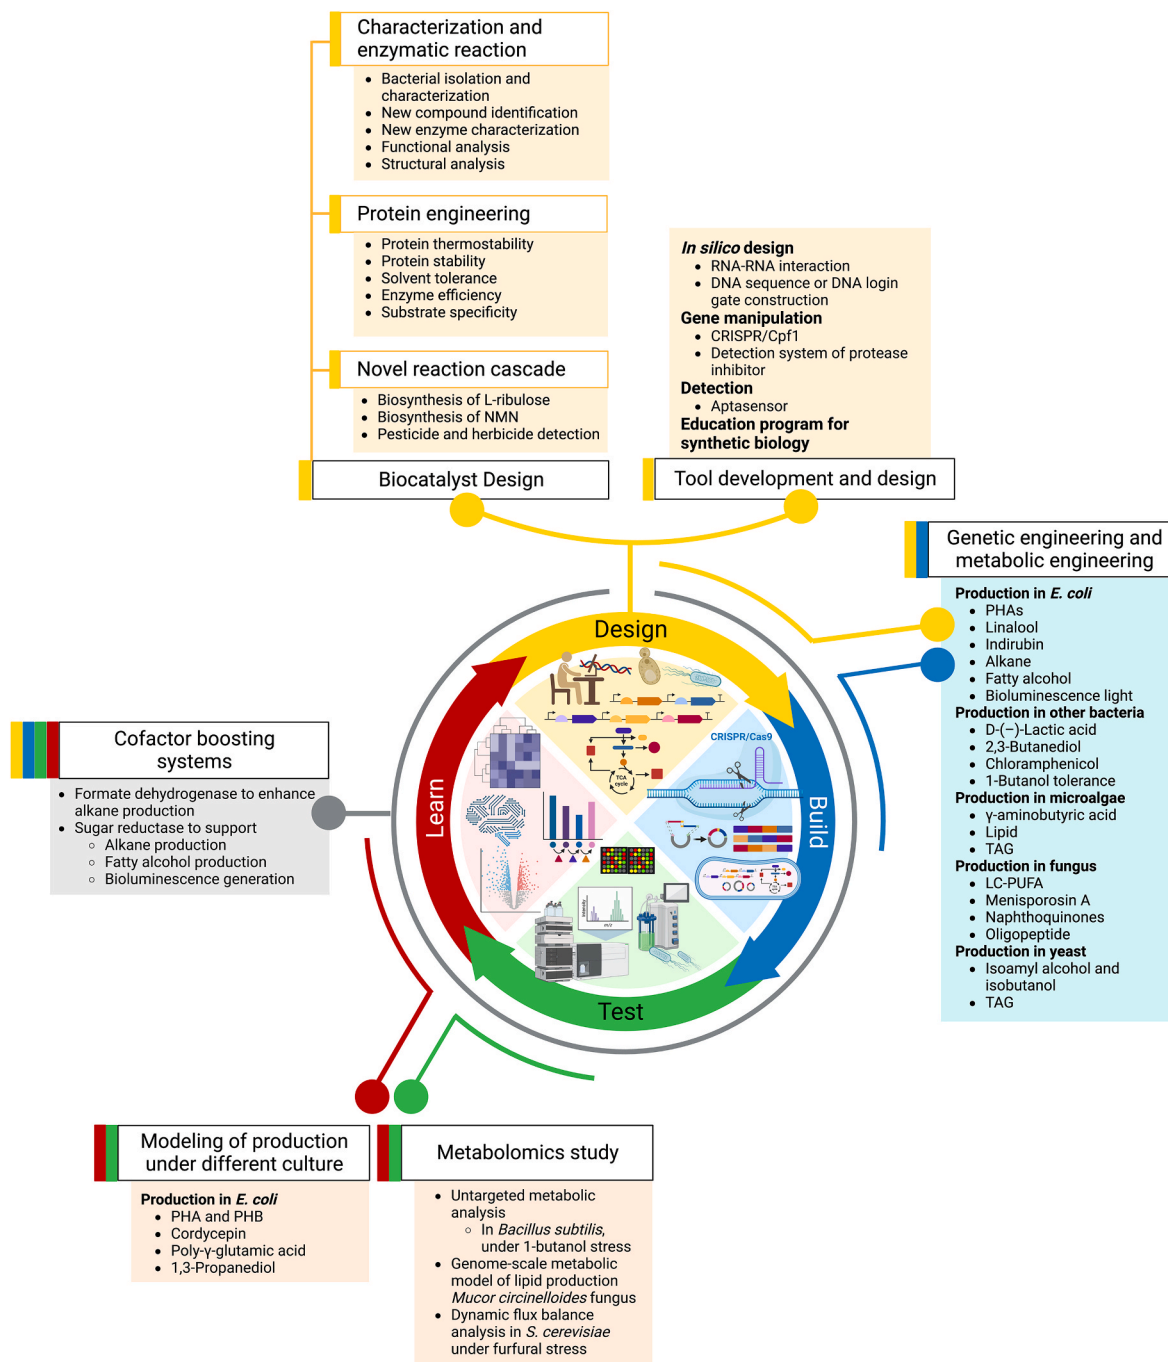 Characterization and
enzymatic reaction
• Bacterial isolation and
characterization
• New compound identification
• New enzyme characterization
• Functional analysis
• Structural analysis
Protein engineering
• Protein thermostability
• Protein stability
• Solvent tolerance
• Enzyme efficiency
• Substrate specificity
Novel reaction cascade
• Biosynthesis of L-ribulose
• Biosynthesis of NMN
• Pesticide and herbicide detection
Biocatalyst Design
In silico design
• RNA-RNA interaction
• DNA sequence or DNA login
gate construction
Gene manipulation
• CRISPR/Cpf1
• Detection system of protease
inhibitor
Detection
• Aptasensor
Education program for
synthetic biology
Tool development and design
Genetic engineering and
metabolic engineering
Production in E. coli
• PHAs
• Linalool
• Indirubin
• Alkane
• Fatty alcohol
• Bioluminescence light
Production in other bacteria
• D-(−)-Lactic acid
• 2,3-Butanediol
• Chloramphenicol
• 1-Butanol tolerance
Production in microalgae
• γ-aminobutyric acid
• Lipid
• TAG
Production in fungus
• LC-PUFA
• Menisporosin A
• Naphthoquinones
• Oligopeptide
Production in yeast
• Isoamyl alcohol and
isobutanol
• TAG
Design
Build
Test
Learn
CRISPR/Cas9
TCA
cycle
Intensity
m/z
Cofactor boosting
systems
• Formate dehydrogenase to enhance
alkane production
• Sugar reductase to support
○ Alkane production
○ Fatty alcohol production
○ Bioluminescence generation
Modeling of production
under different culture
Production in E. coli
• PHA and PHB
• Cordycepin
• Poly-γ-glutamic acid
• 1,3-Propanediol
Metabolomics study
• Untargeted metabolic
analysis
○ In Bacillus subtilis,
under 1-butanol stress
• Genome-scale metabolic
model of lipid production
Mucor circinelloides fungus
• Dynamic flux balance
analysis in S. cerevisiae
under furfural stress